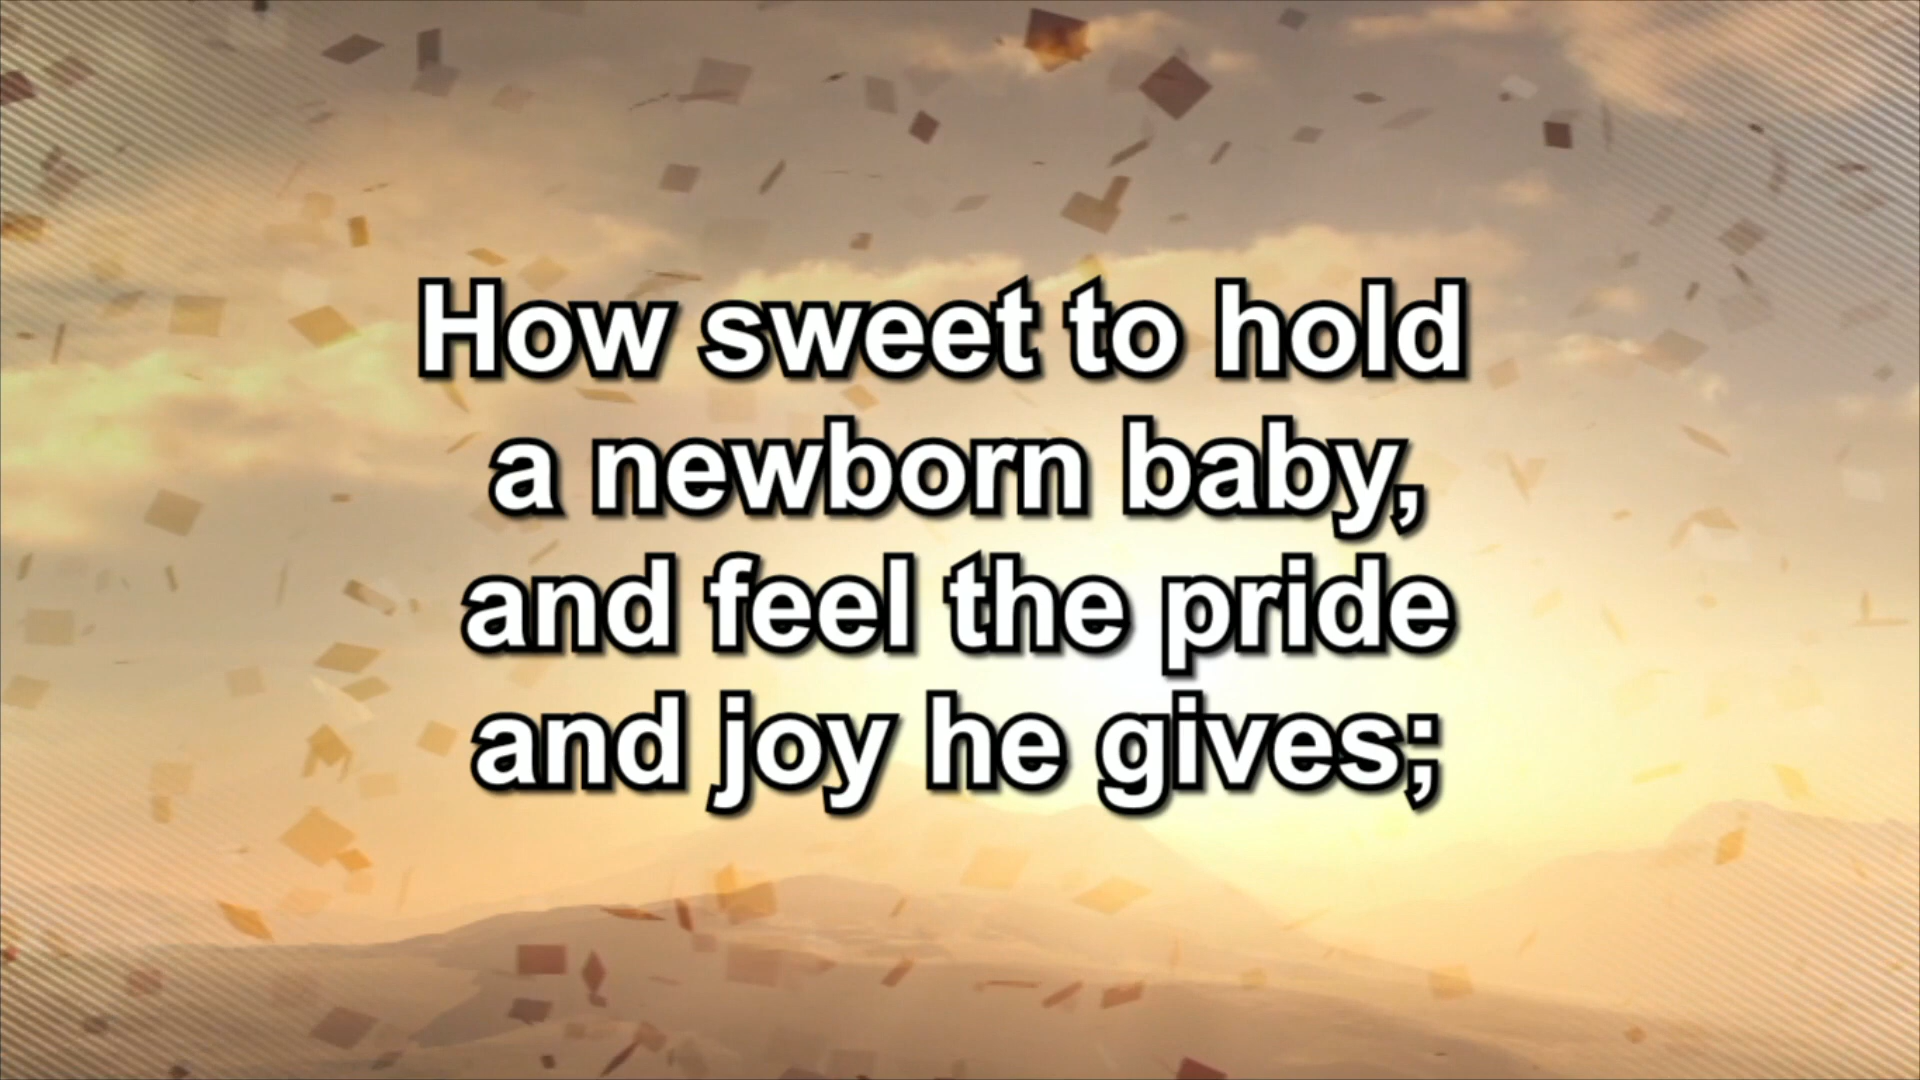 How sweet to hold
a newborn baby,
and feel the pride
and joy he gives;